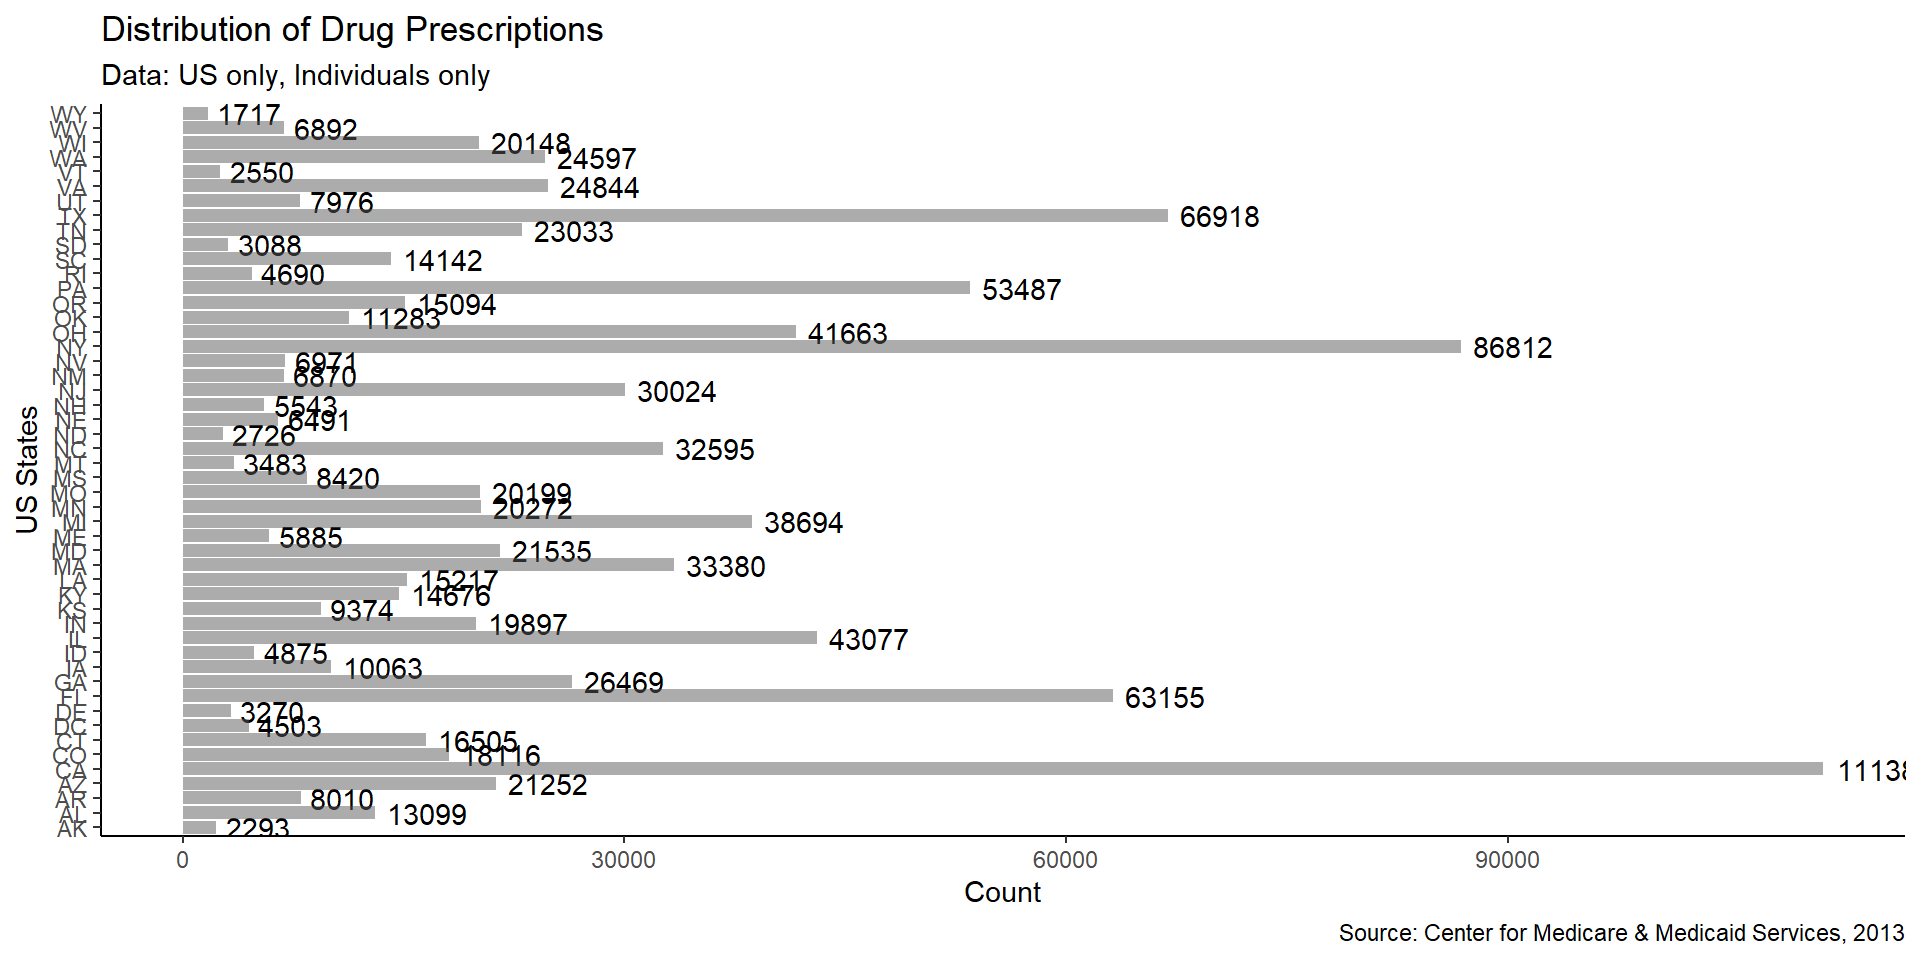 Distribution of Drug Prescriptions
Data: US only, Individuals only
WY 1717
WV 6892
WI 20148
WA 24597
VT 2550
VA 24844
UT 7976
TX 66918
TN 23033
SD 3088
SC 14142
RI 4690
PA 53487
OR 15094
OK 11283
OH 41663
NY 86812
NV 6971
NM 6870
NJ 30024
NH 5543
NE 6491
ND 2726
NC 32595
MT 3483
MS 8420
MO 20199
MN 20272
MI 38694
ME 5885
MD 21535
MA 33380
LA 15217
KY 14676
KS 9374
IN 19897
IL 43077
ID 4875
IA 10063
GA 26469
FL 63155
DE 3270
DC 4503
CT 16505
CO 18116
CA 11138
AZ 21252
AR 8010
AL 13099
AK 2293
US States
0 30000 60000 90000
Count
Source: Center for Medicare & Medicaid Services, 2013